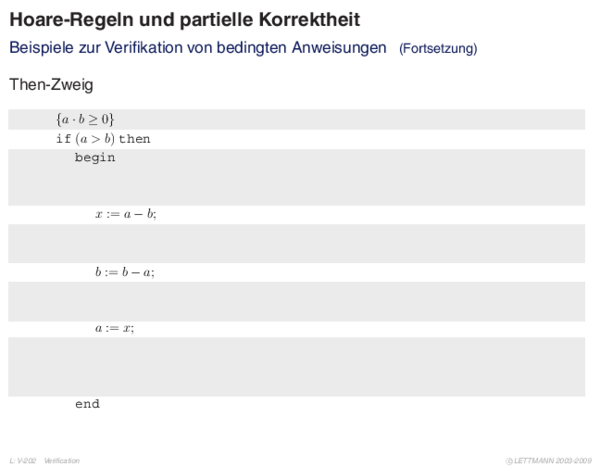 Hoare-Regeln und partielle Korrektheit
Beispiele zur Verifikation von bedingten Anweisungen (Fortsetzung)
Then-Zweig
{a · b ≥ 0}
if (a > b) then
begin
x := a − b;
b := b − a;
a := x;
end
L: V-202 Verification
© LETTMANN 2003-2009